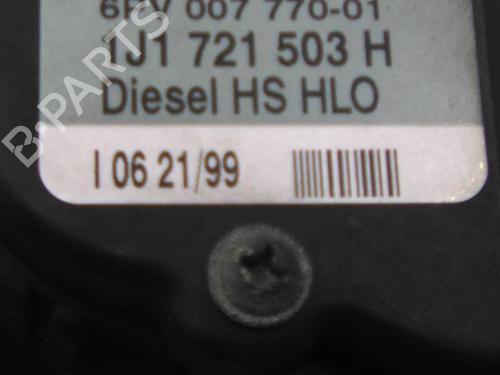 6PV 007 770-01
1J1 721 503 H
Diesel HS HLO
I 06 21/99
B-PARTS